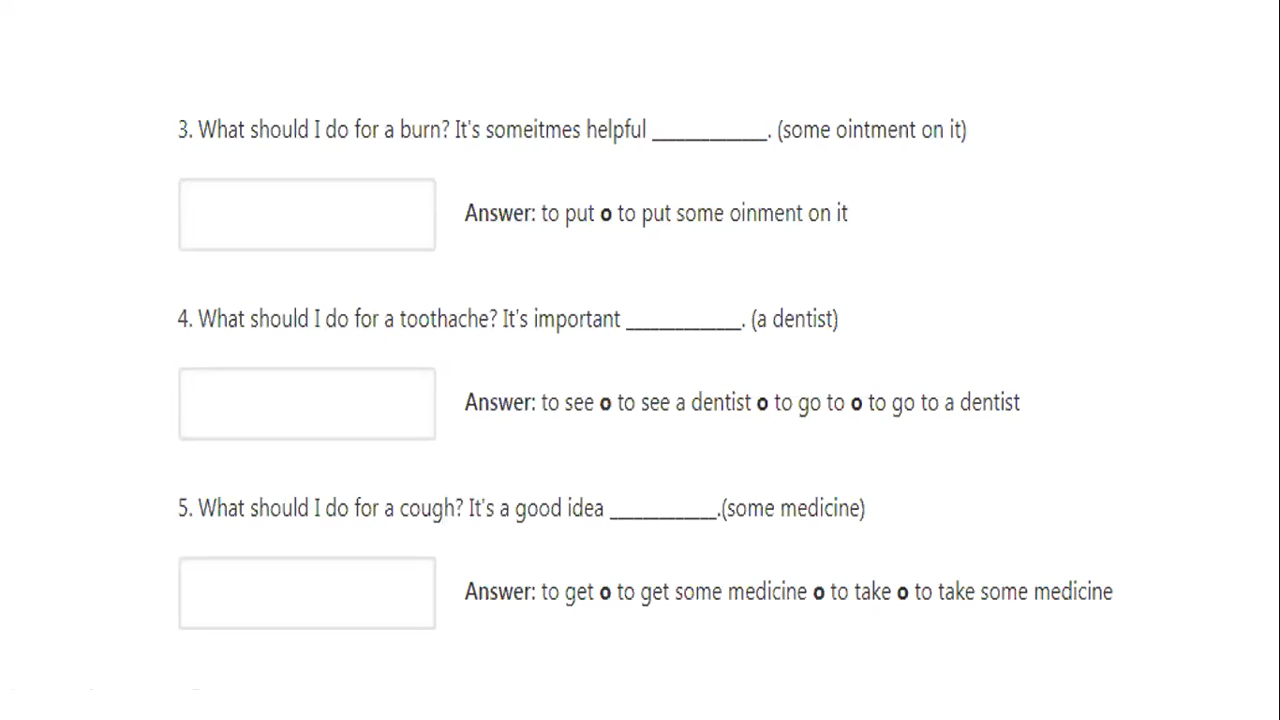 3. What should I do for a burn? It's someitmes helpful ____________. (some ointment on it)
Answer: to put o to put some oinment on it
4. What should I do for a toothache? It's important ____________. (a dentist)
Answer: to see o to see a dentist o to go to o to go to a dentist
5. What should I do for a cough? It's a good idea ___________.(some medicine)
Answer: to get o to get some medicine o to take o to take some medicine